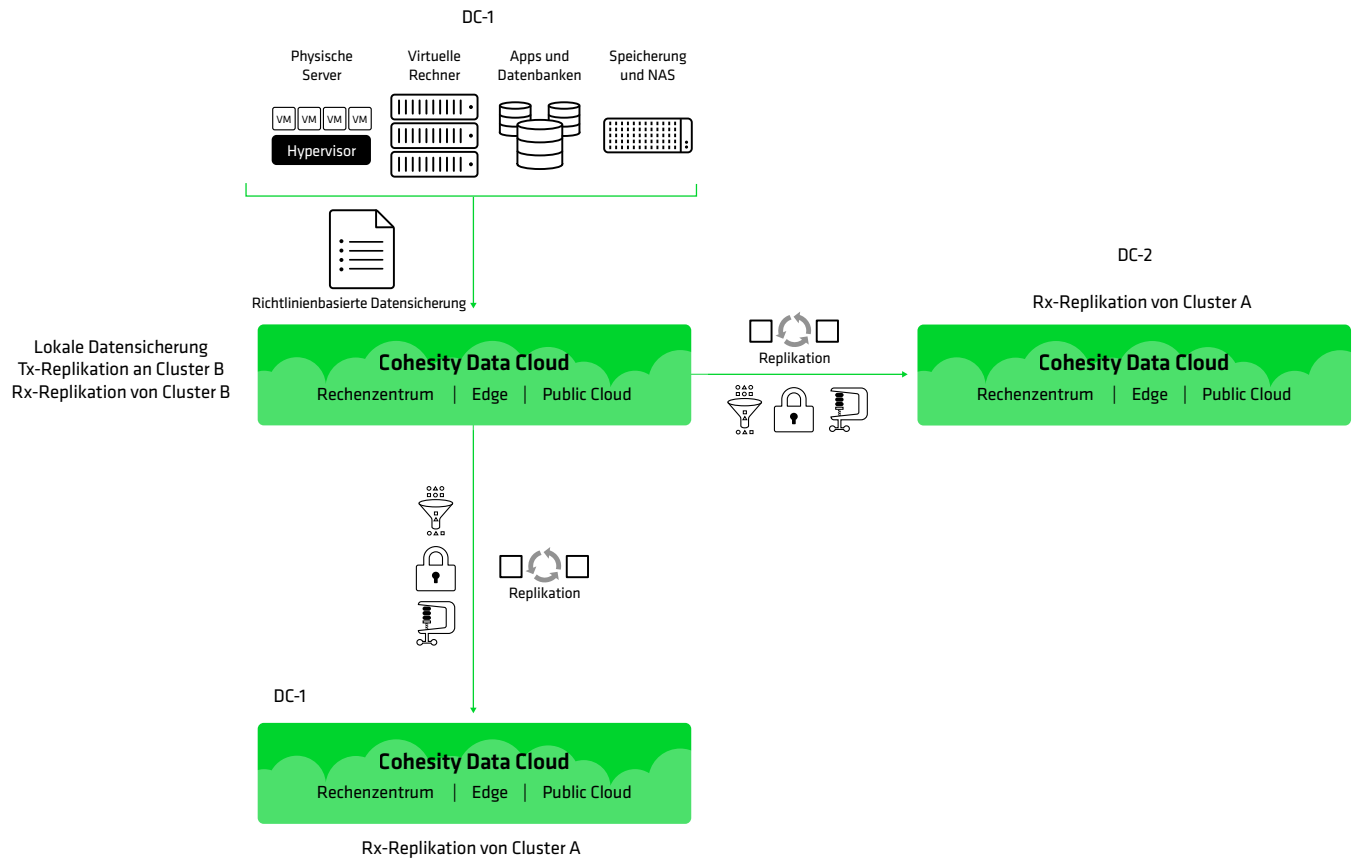 DC-1
Physische
Server
Virtuelle
Rechner
Apps und
Datenbanken
Speicherung
und NAS
VM VM VM VM
Hypervisor
Richtlinienbasierte Datensicherung
Lokale Datensicherung
Tx-Replikation an Cluster B
Rx-Replikation von Cluster B
Cohesity Data Cloud
Rechenzentrum | Edge | Public Cloud
Replikation
DC-2
Rx-Replikation von Cluster A
Cohesity Data Cloud
Rechenzentrum | Edge | Public Cloud
Replikation
DC-1
Cohesity Data Cloud
Rechenzentrum | Edge | Public Cloud
Rx-Replikation von Cluster A